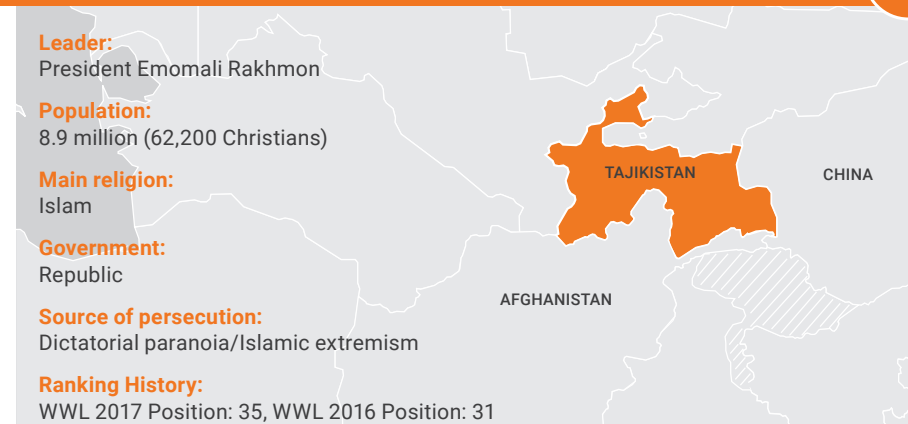 Leader:
President Emomali Rakhmon
Population:
8.9 million (62,200 Christians)
Main religion:
Islam
Government:
Republic
Source of persecution:
Dictatorial paranoia/Islamic extremism
Ranking History:
WWL 2017 Position: 35, WWL 2016 Position: 31
TAJIKISTAN
CHINA
AFGHANISTAN